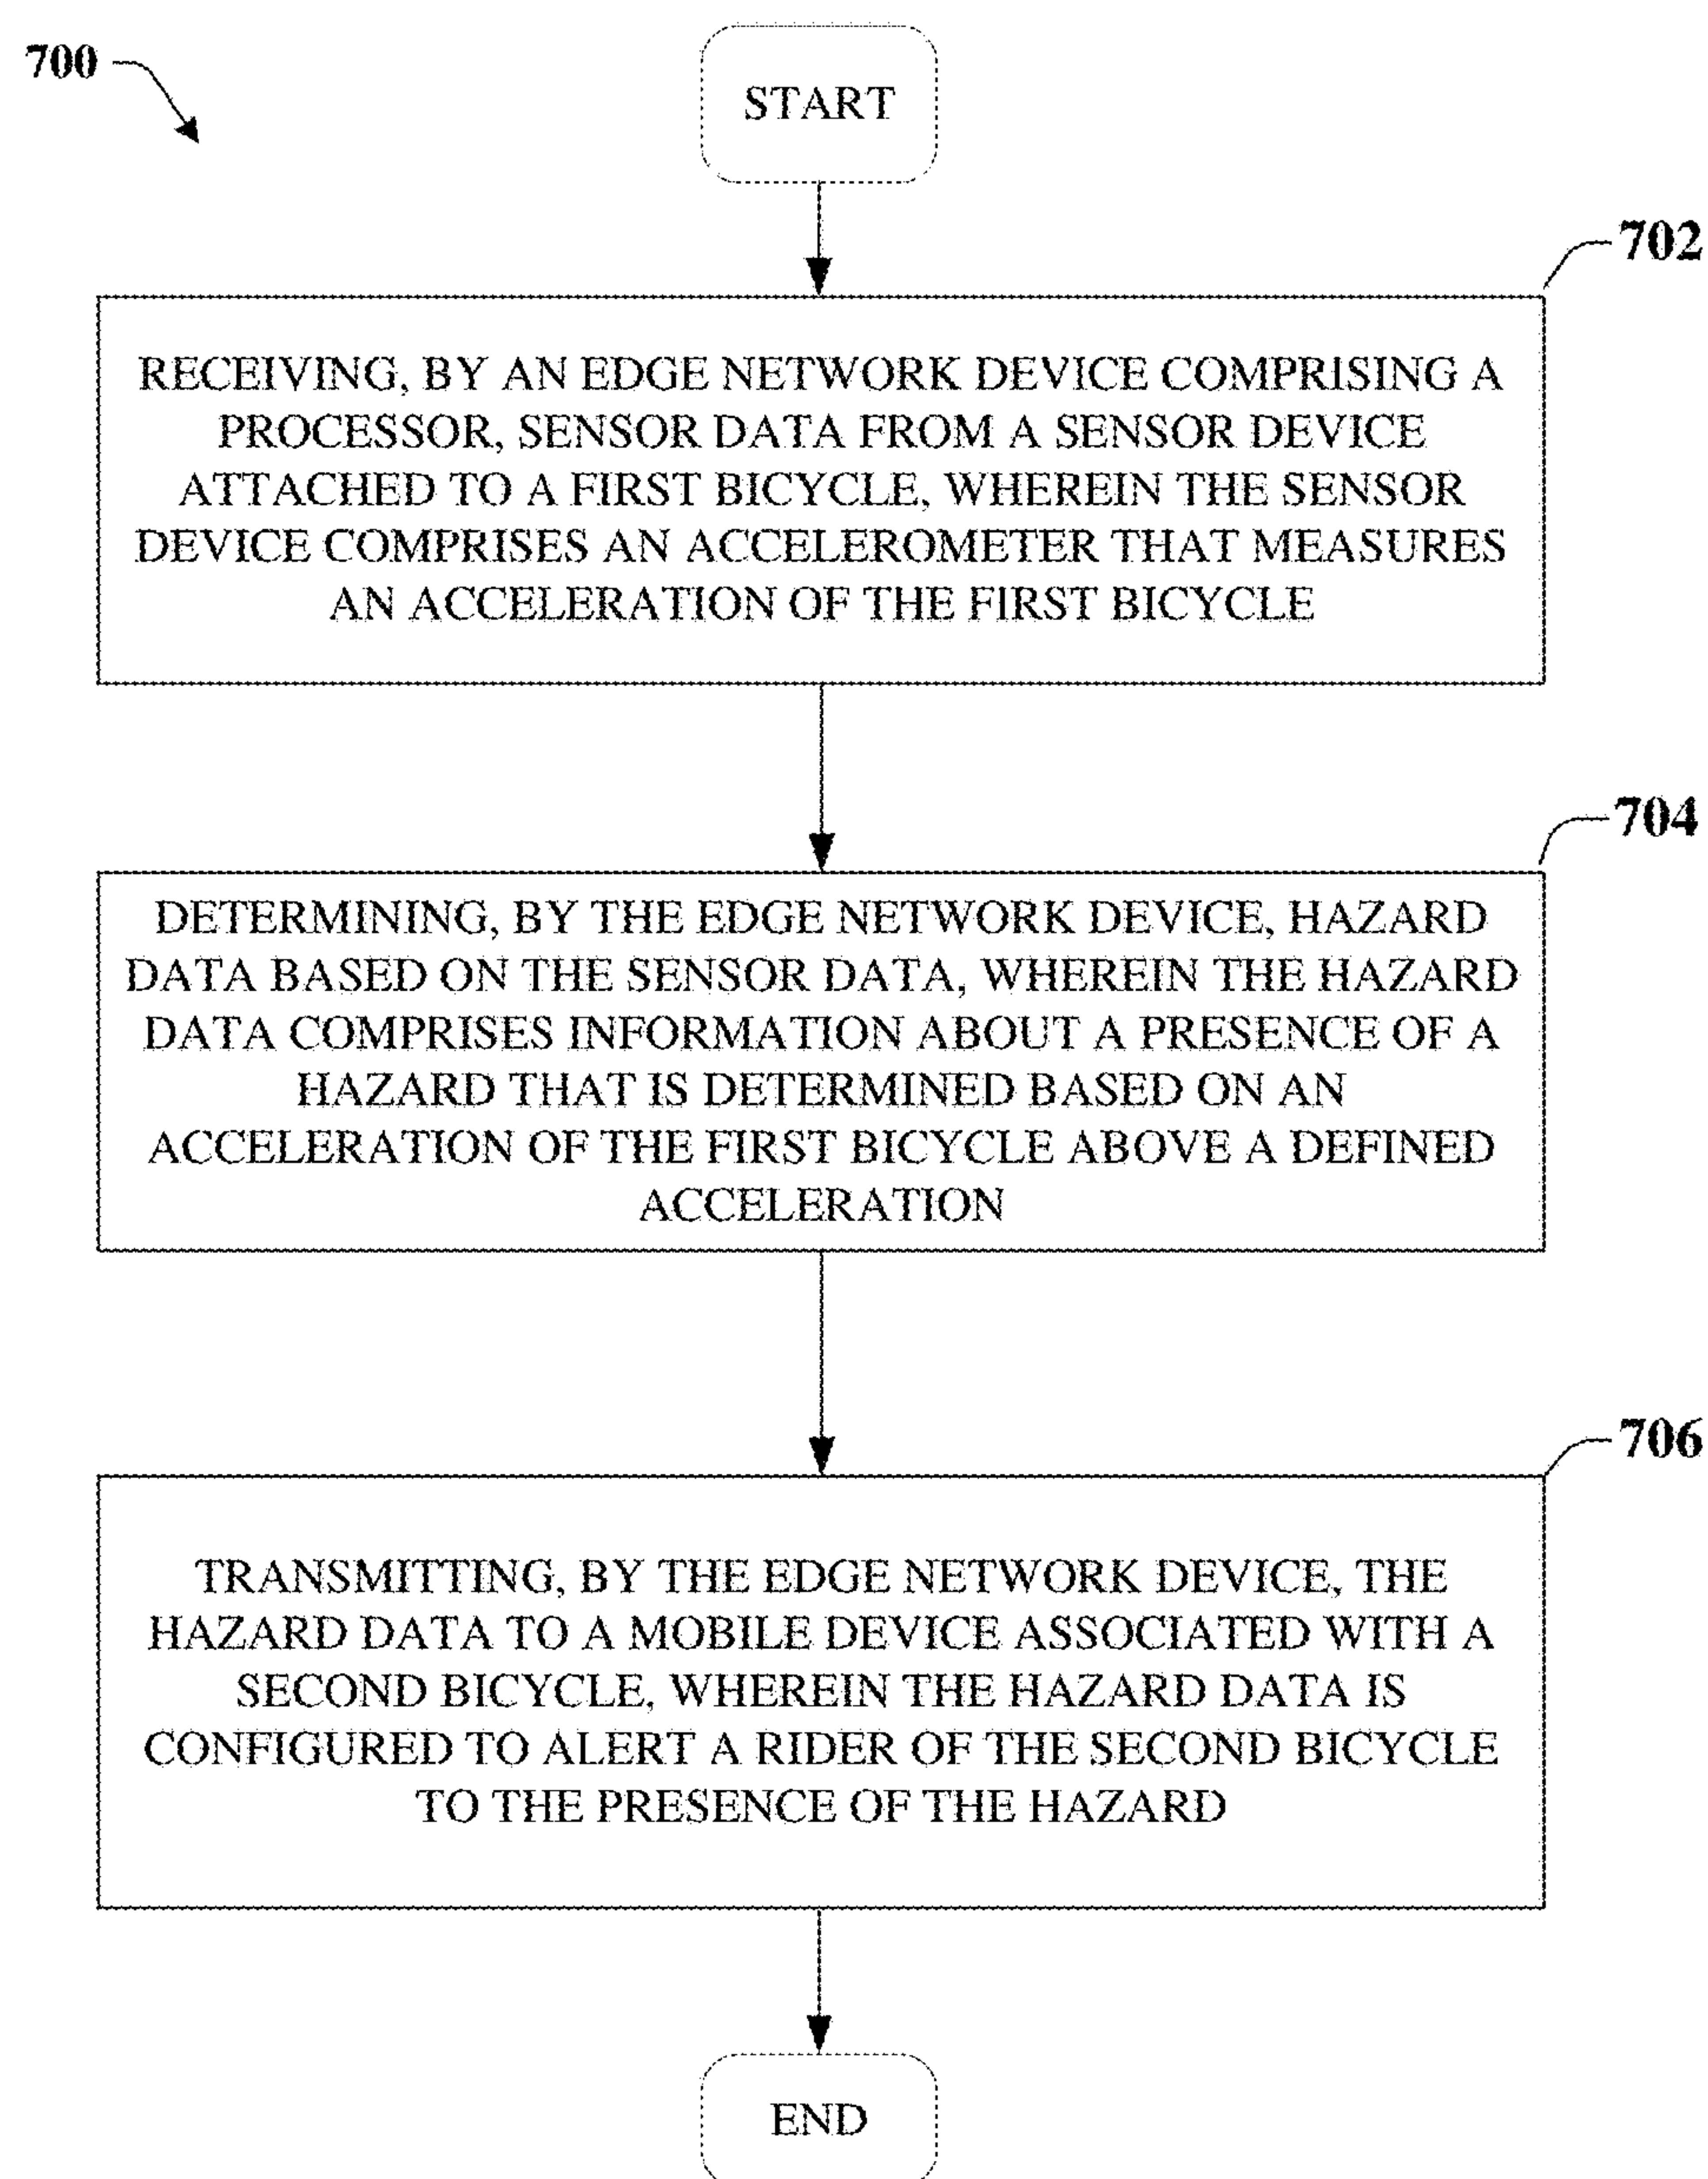 700
START
702
RECEIVING, BY AN EDGE NETWORK DEVICE COMPRISING A
PROCESSOR, SENSOR DATA FROM A SENSOR DEVICE
ATTACHED TO A FIRST BICYCLE, WHEREIN THE SENSOR
DEVICE COMPRISES AN ACCELEROMETER THAT MEASURES
AN ACCELERATION OF THE FIRST BICYCLE
704
DETERMINING, BY THE EDGE NETWORK DEVICE, HAZARD
DATA BASED ON THE SENSOR DATA, WHEREIN THE HAZARD
DATA COMPRISES INFORMATION ABOUT A PRESENCE OF A
HAZARD THAT IS DETERMINED BASED ON AN
ACCELERATION OF THE FIRST BICYCLE ABOVE A DEFINED
ACCELERATION
706
TRANSMITTING, BY THE EDGE NETWORK DEVICE, THE
HAZARD DATA TO A MOBILE DEVICE ASSOCIATED WITH A
SECOND BICYCLE, WHEREIN THE HAZARD DATA IS
CONFIGURED TO ALERT A RIDER OF THE SECOND BICYCLE
TO THE PRESENCE OF THE HAZARD
END